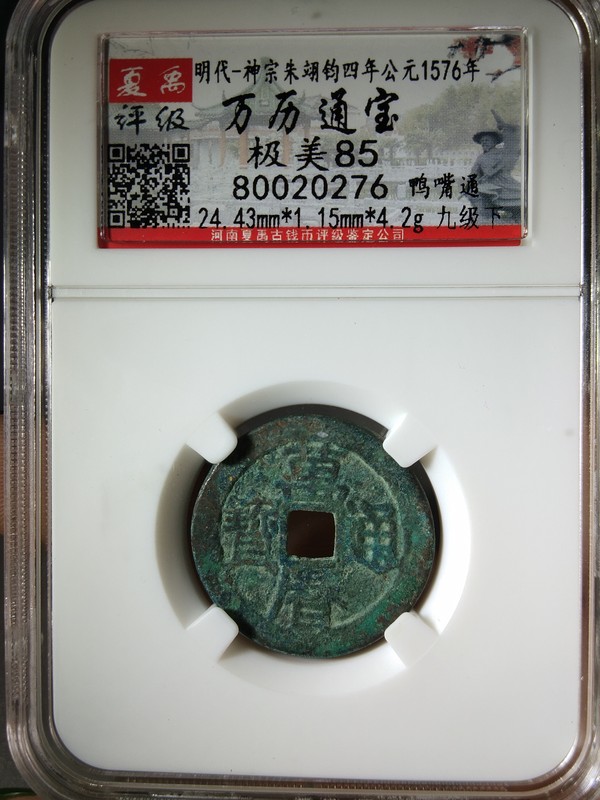 夏禹
评级
明代-神宗朱翊钧四年公元1576年
万历通宝
极美85
80020276 鸭嘴通
24.43mm*1.15mm*4.2g 九级下
河南夏禹古钱币评级鉴定公司
萬曆通寶